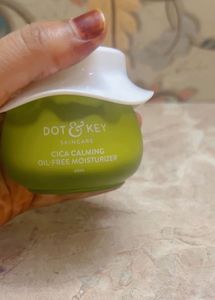 DOT & KEY
SKINCARE
CICA CALMING
OIL-FREE MOISTURIZER